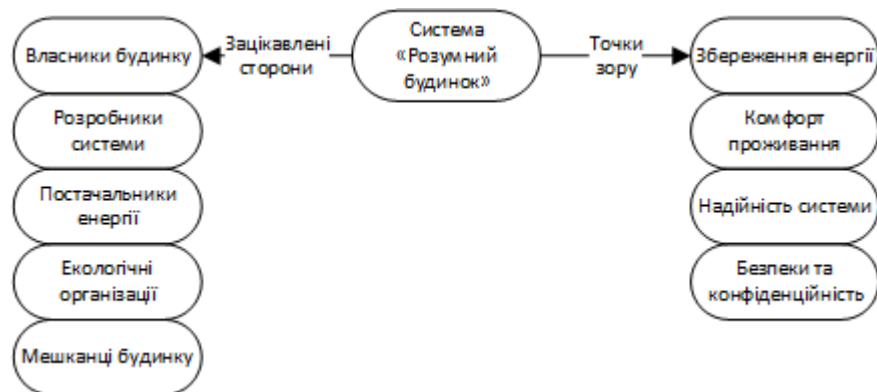 Власники будинку
Зацікавлені
сторони
Система
«Розумний
будинок»
Точки
зору
Збереження енергії
Розробники
системи
Комфорт
проживання
Постачальники
енергії
Надійність системи
Екологічні
організації
Безпеки та
конфіденційність
Мешканці будинку